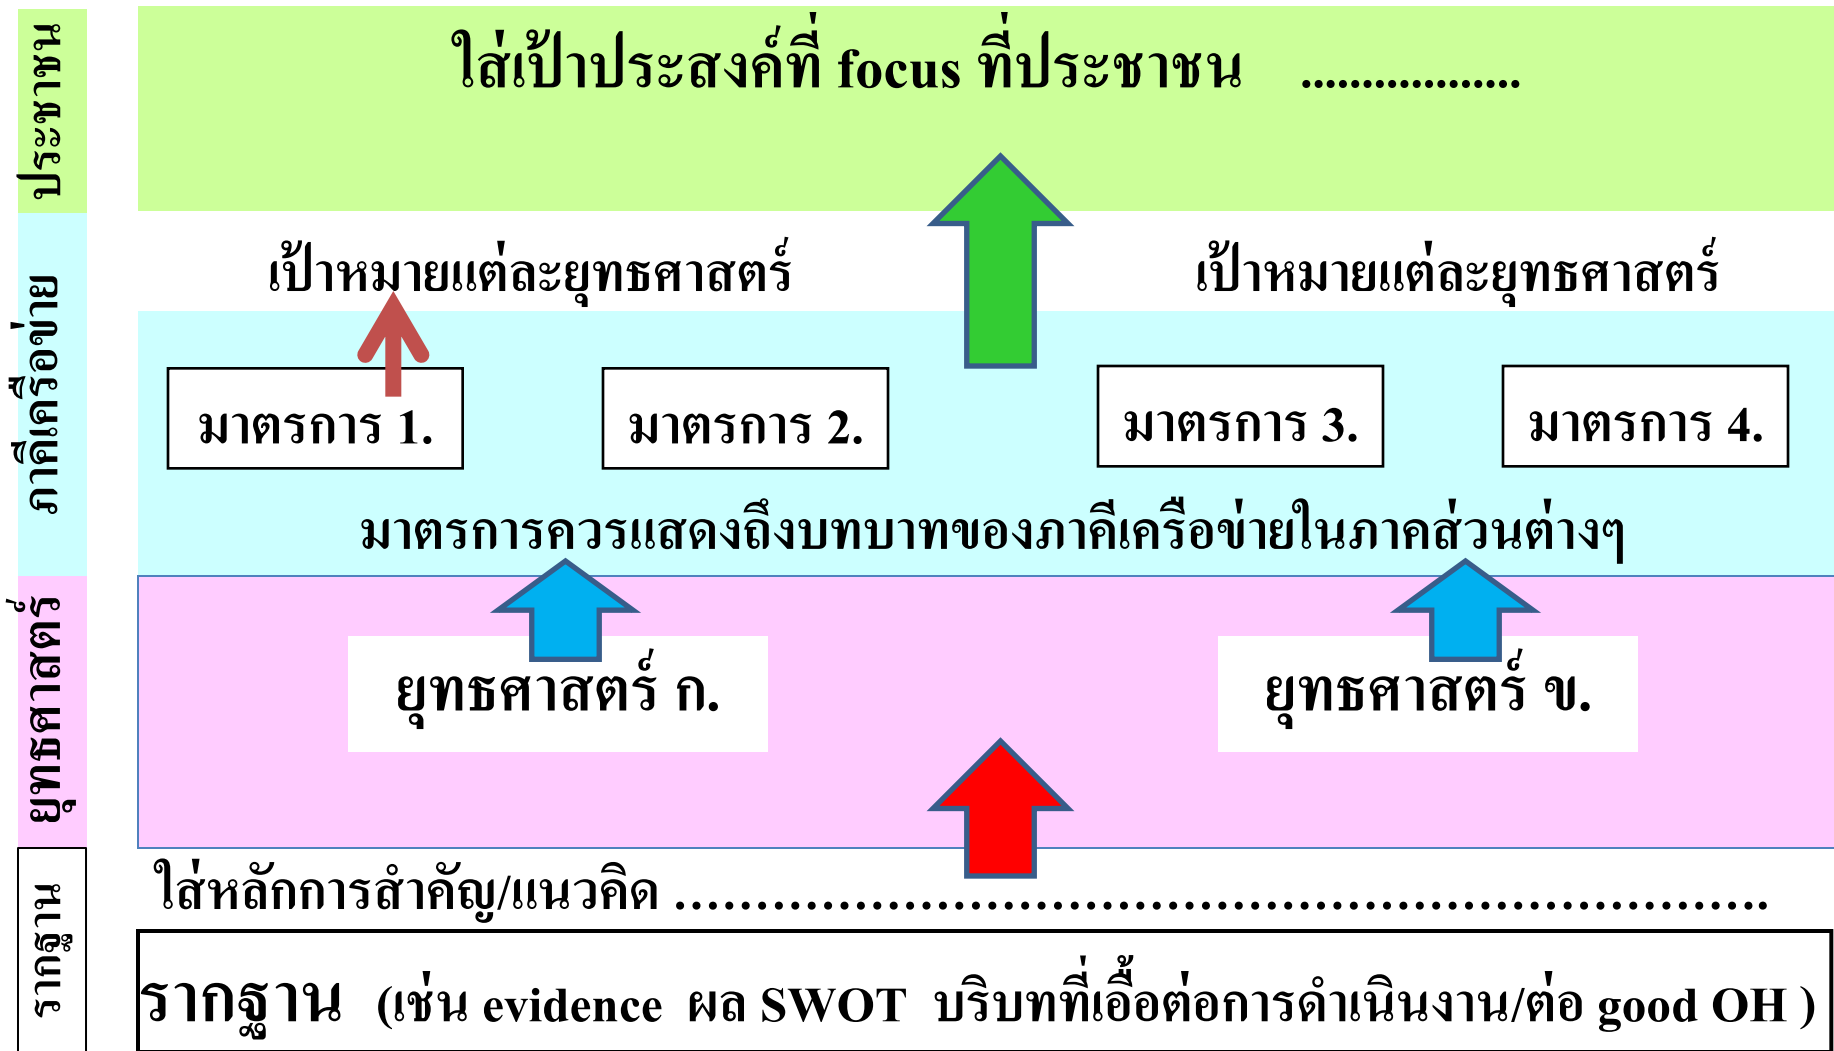 ประชาชน
ใส่เป้าประสงค์ที่ focus ที่ประชาชน .................
ภาคีเครือข่าย
เป้าหมายแต่ละยุทธศาสตร์
เป้าหมายแต่ละยุทธศาสตร์
มาตรการ 1.
มาตรการ 2.
มาตรการ 3.
มาตรการ 4.
มาตรการควรแสดงถึงบทบาทของภาคีเครือข่ายในภาคส่วนต่างๆ
ยุทธศาสตร์
ยุทธศาสตร์ ก.
ยุทธศาสตร์ ข.
รากฐาน
ใส่หลักการสำคัญ/แนวคิด ……………………………………………………………….
รากฐาน (เช่น evidence ผล SWOT บริบทที่เอื้อต่อการดำเนินงาน/ต่อ good OH )